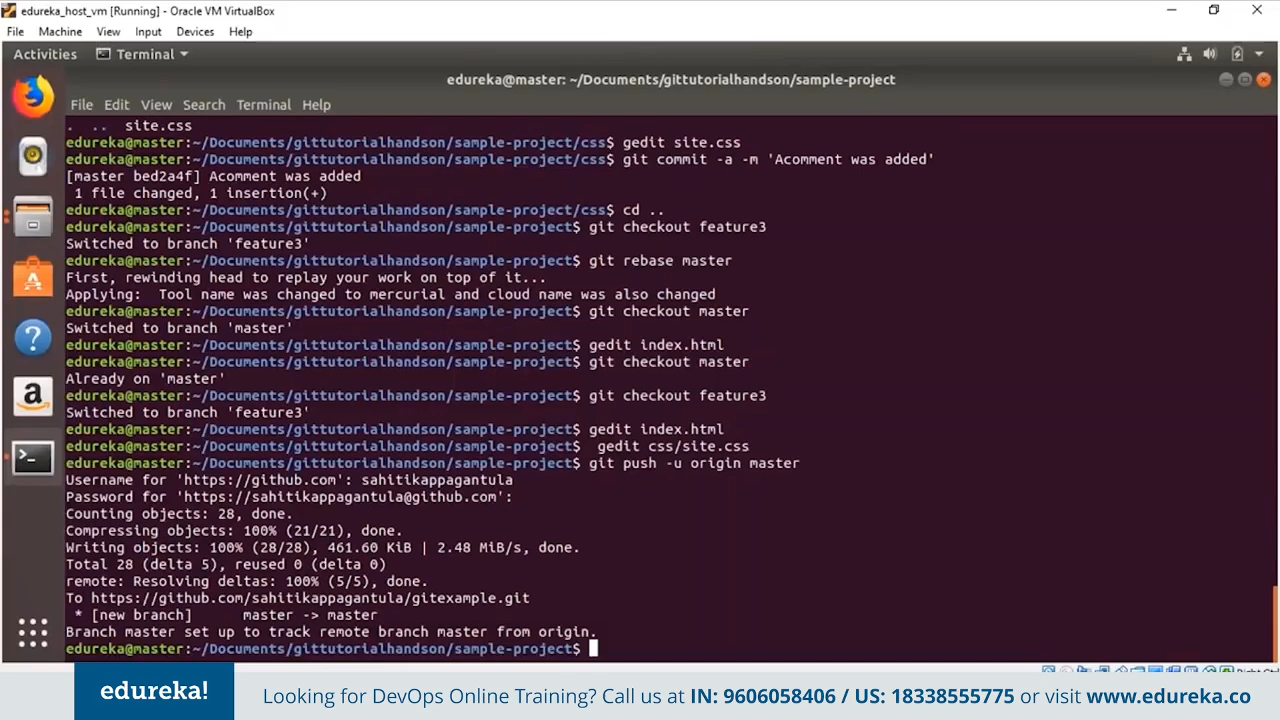 edureka_host_vm [Running] - Oracle VM VirtualBox
File Machine View Input Devices Help
Activities Terminal
edureka@master: ~/Documents/gittutorialhandson/sample-project
File Edit View Search Terminal Help
. .. site.css
edureka@master:~/Documents/gittutorialhandson/sample-project/css$ gedit site.css
edureka@master:~/Documents/gittutorialhandson/sample-project/css$ git commit -a -m 'Acomment was added'
[master bed2a4f] Acomment was added
1 file changed, 1 insertion(+)
edureka@master:~/Documents/gittutorialhandson/sample-project/css$ cd ..
edureka@master:~/Documents/gittutorialhandson/sample-project$ git checkout feature3
Switched to branch 'feature3'
edureka@master:~/Documents/gittutorialhandson/sample-project$ git rebase master
First, rewinding head to replay your work on top of it...
Applying: Tool name was changed to mercurial and cloud name was also changed
edureka@master:~/Documents/gittutorialhandson/sample-project$ git checkout master
Switched to branch 'master'
edureka@master:~/Documents/gittutorialhandson/sample-project$ gedit index.html
edureka@master:~/Documents/gittutorialhandson/sample-project$ git checkout master
Already on 'master'
edureka@master:~/Documents/gittutorialhandson/sample-project$ git checkout feature3
Switched to branch 'feature3'
edureka@master:~/Documents/gittutorialhandson/sample-project$ gedit index.html
edureka@master:~/Documents/gittutorialhandson/sample-project$  gedit css/site.css
edureka@master:~/Documents/gittutorialhandson/sample-project$ git push -u origin master
Username for 'https://github.com': sahitikappagantula
Password for 'https://sahitikappagantula@github.com':
Counting objects: 28, done.
Compressing objects: 100% (21/21), done.
Writing objects: 100% (28/28), 461.60 KiB | 2.48 MiB/s, done.
Total 28 (delta 5), reused 0 (delta 0)
remote: Resolving deltas: 100% (5/5), done.
To https://github.com/sahitikappagantula/gitexample.git
* [new branch] master -> master
Branch master set up to track remote branch master from origin.
edureka@master:~/Documents/gittutorialhandson/sample-project$
edureka! Looking for DevOps Online Training? Call us at IN: 9606058406 / US: 18338555775 or visit www.edureka.co